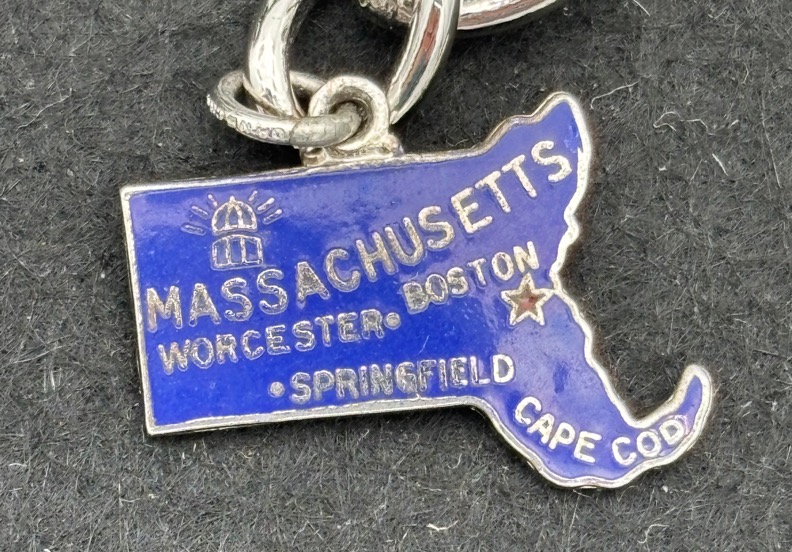 MASSACHUSETTS
BOSTON
WORCESTER
SPRINGFIELD
CAPE COD